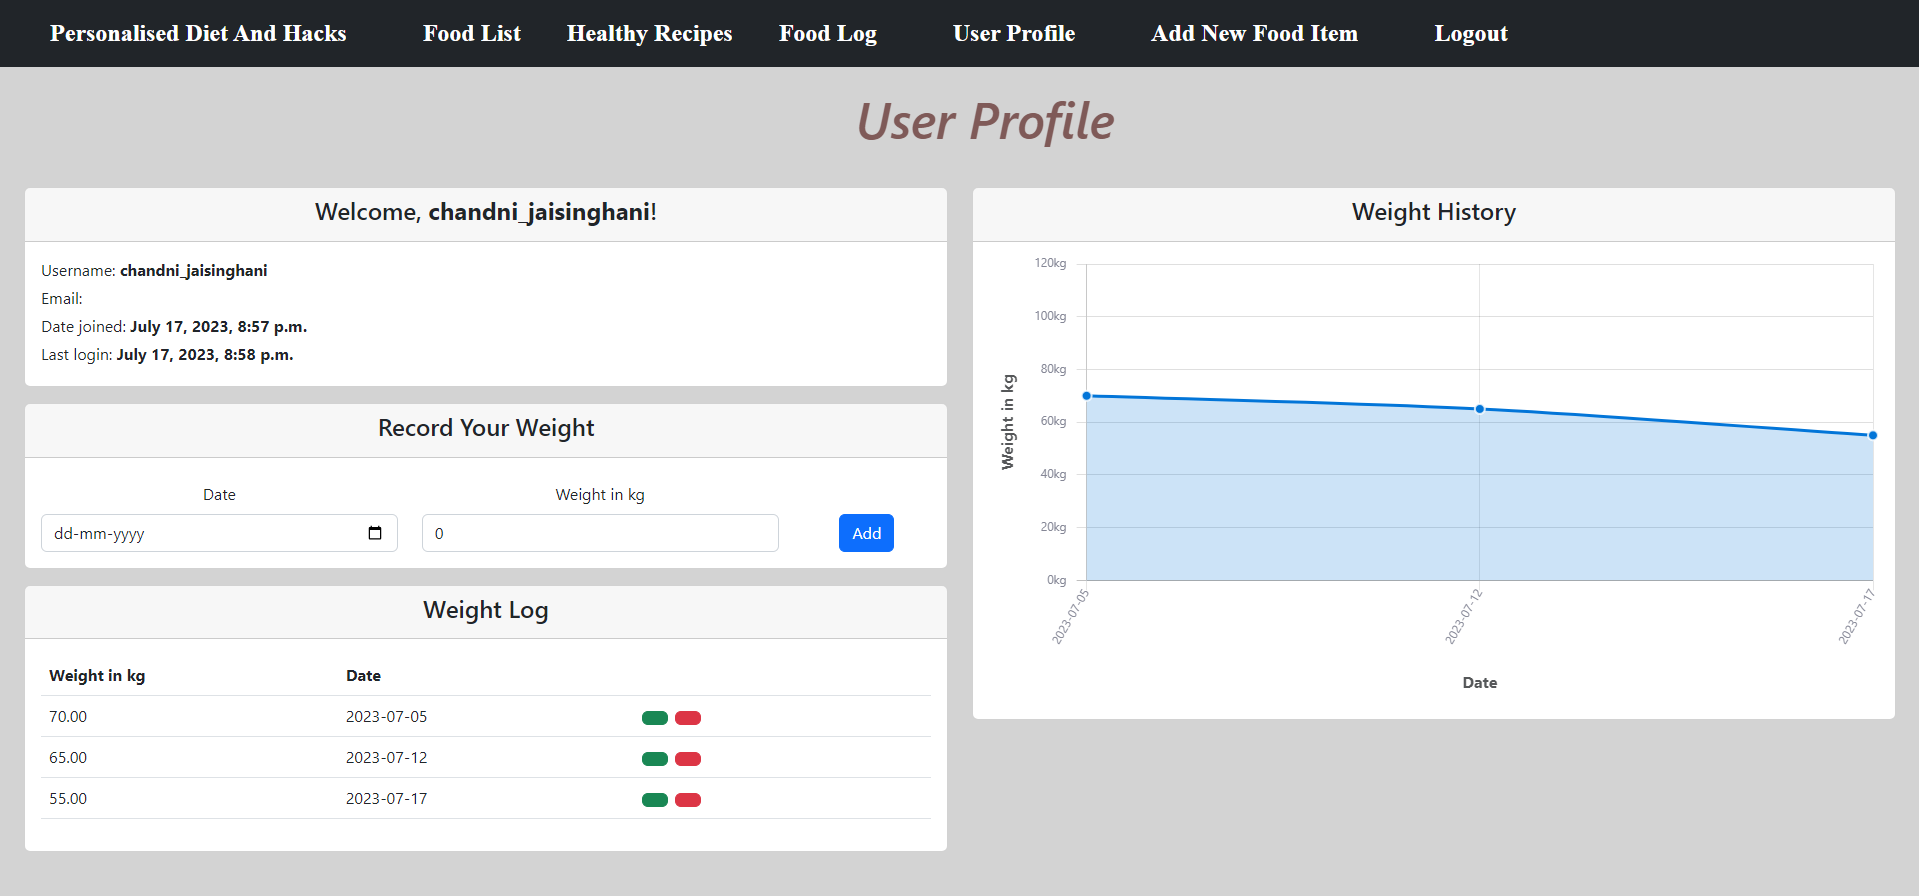 Personalised Diet And Hacks Food List Healthy Recipes Food Log User Profile Add New Food Item Logout
User Profile
Welcome, chandni_jaisinghani!
Username: chandni_jaisinghani
Email:
Date joined: July 17, 2023, 8:57 p.m.
Last login: July 17, 2023, 8:58 p.m.
Record Your Weight
Date Weight in kg
dd-mm-yyyy 0 Add
Weight Log
Weight in kg Date
70.00 2023-07-05
65.00 2023-07-12
55.00 2023-07-17
Weight History
120kg
100kg
80kg
60kg
40kg
20kg
0kg
Weight in kg
2023-07-05 2023-07-12 2023-07-17
Date